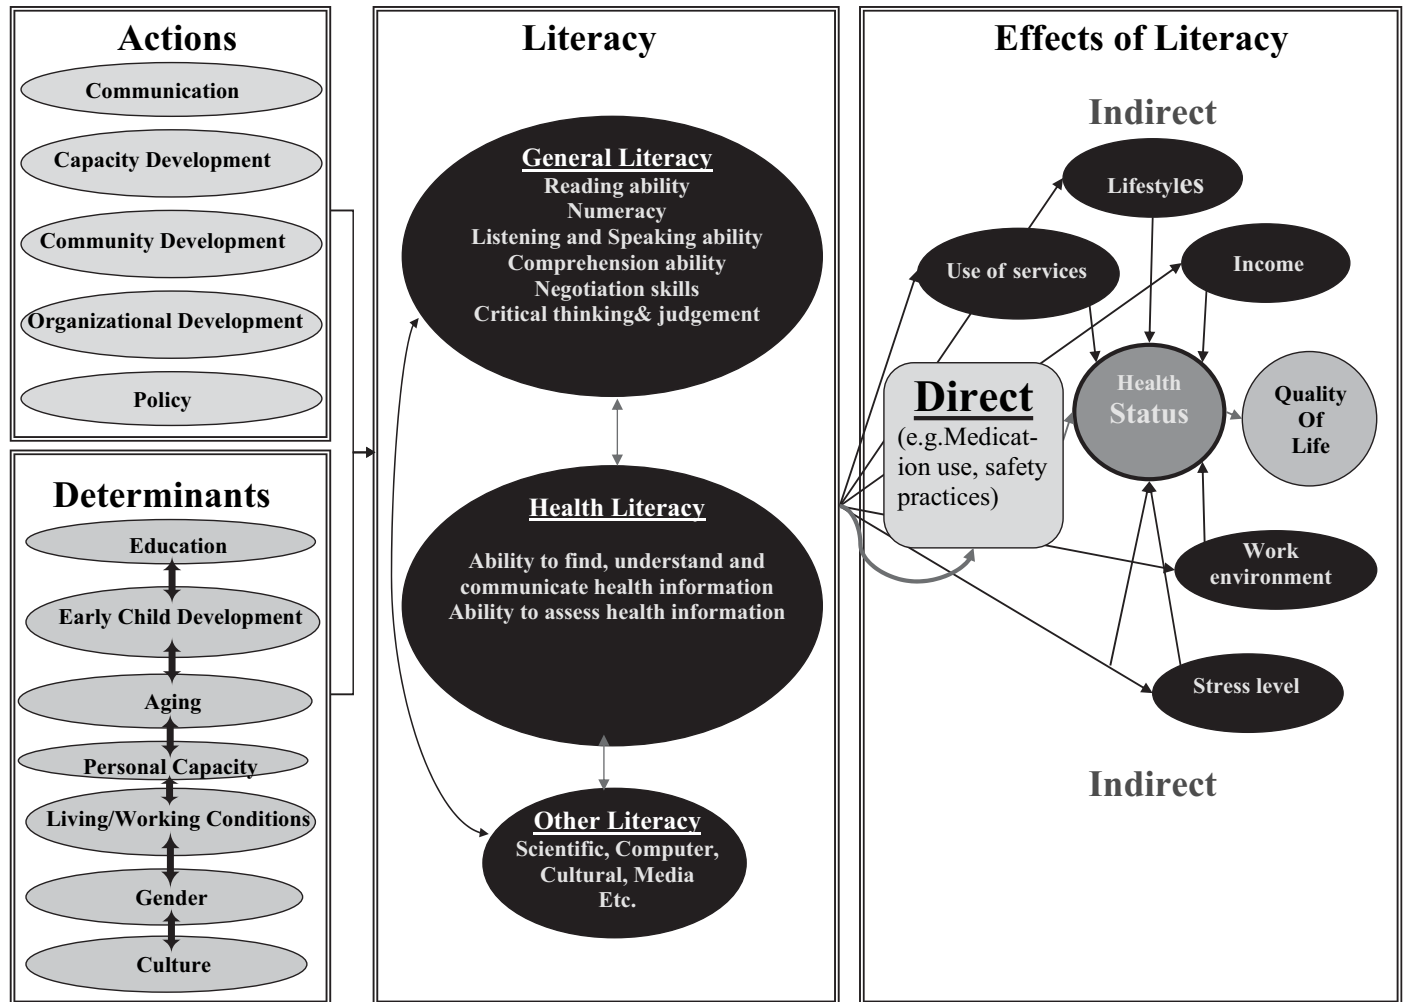 Actions
Communication
Capacity Development
Community Development
Organizational Development
Policy
Determinants
Education
Early Child Development
Aging
Personal Capacity
Living/Working Conditions
Gender
Culture
Literacy
General Literacy
Reading ability
Numeracy
Listening and Speaking ability
Comprehension ability
Negotiation skills
Critical thinking& judgement
Health Literacy
Ability to find, understand and
communicate health information
Ability to assess health information
Other Literacy
Scientific, Computer,
Cultural, Media
Etc.
Effects of Literacy
Indirect
Lifestyles
Use of services
Income
Direct
(e.g.Medicat-
ion use, safety
practices)
Health
Status
Quality
Of
Life
Work
environment
Stress level
Indirect